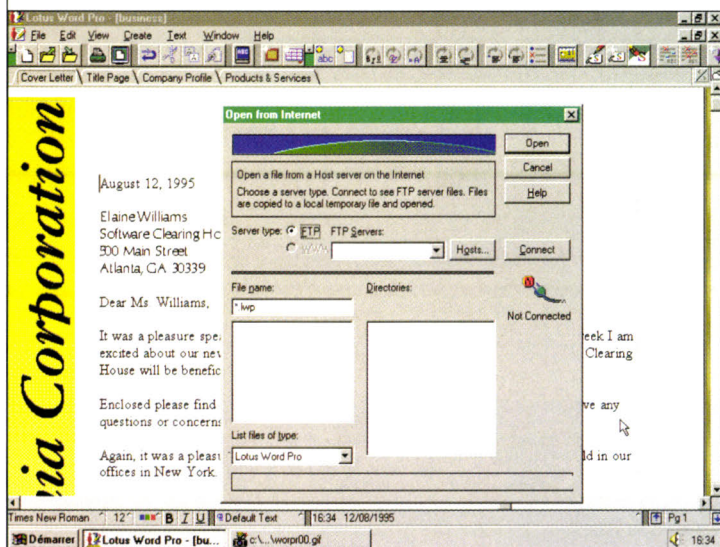 Lotus Word Pro - [business]
File Edit View Create Text Window Help
Cover Letter Title Page Company Profile Products & Services
via Corporation
August 12, 1995
Elaine Williams
Software Clearing Ho
500 Main Street
Atlanta, GA 30339
Dear Ms. Williams,
It was a pleasure spe
eek I am
excited about our new
Clearing
House will be benefic
Enclosed please find
ve any
questions or concerns
Again, it was a pleasu
ld in our
offices in New York.
Open from Internet
Open
Cancel
Help
Open a file from a Host server on the Internet
Choose a server type. Connect to see FTP server files. Files
are copied to a local temporary file and opened.
Server type: FTP FTP Servers:
WWW
Hosts...
Connect
Not Connected
File name: Directories:
*.lwp
List files of type:
Lotus Word Pro
Times New Roman 12 B I U Default Text 16:34 12/08/1995 Pg 1
Démarrer Lotus Word Pro - [bu... c:\...\worpr00.gif 16:34